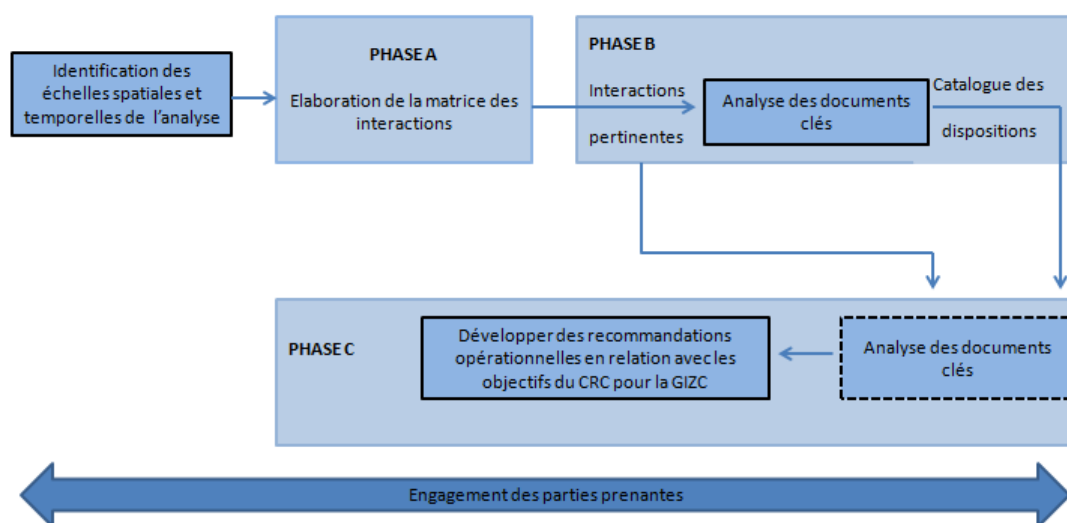 Identification des
échelles spatiales et
temporelles de l'analyse
PHASE A
Elaboration de la matrice des
interactions
PHASE B
Interactions
pertinentes
Analyse des documents
clés
Catalogue des
dispositions
PHASE C
Développer des recommandations
opérationnelles en relation avec les
objectifs du CRC pour la GIZC
Analyse des documents
clés
Engagement des parties prenantes